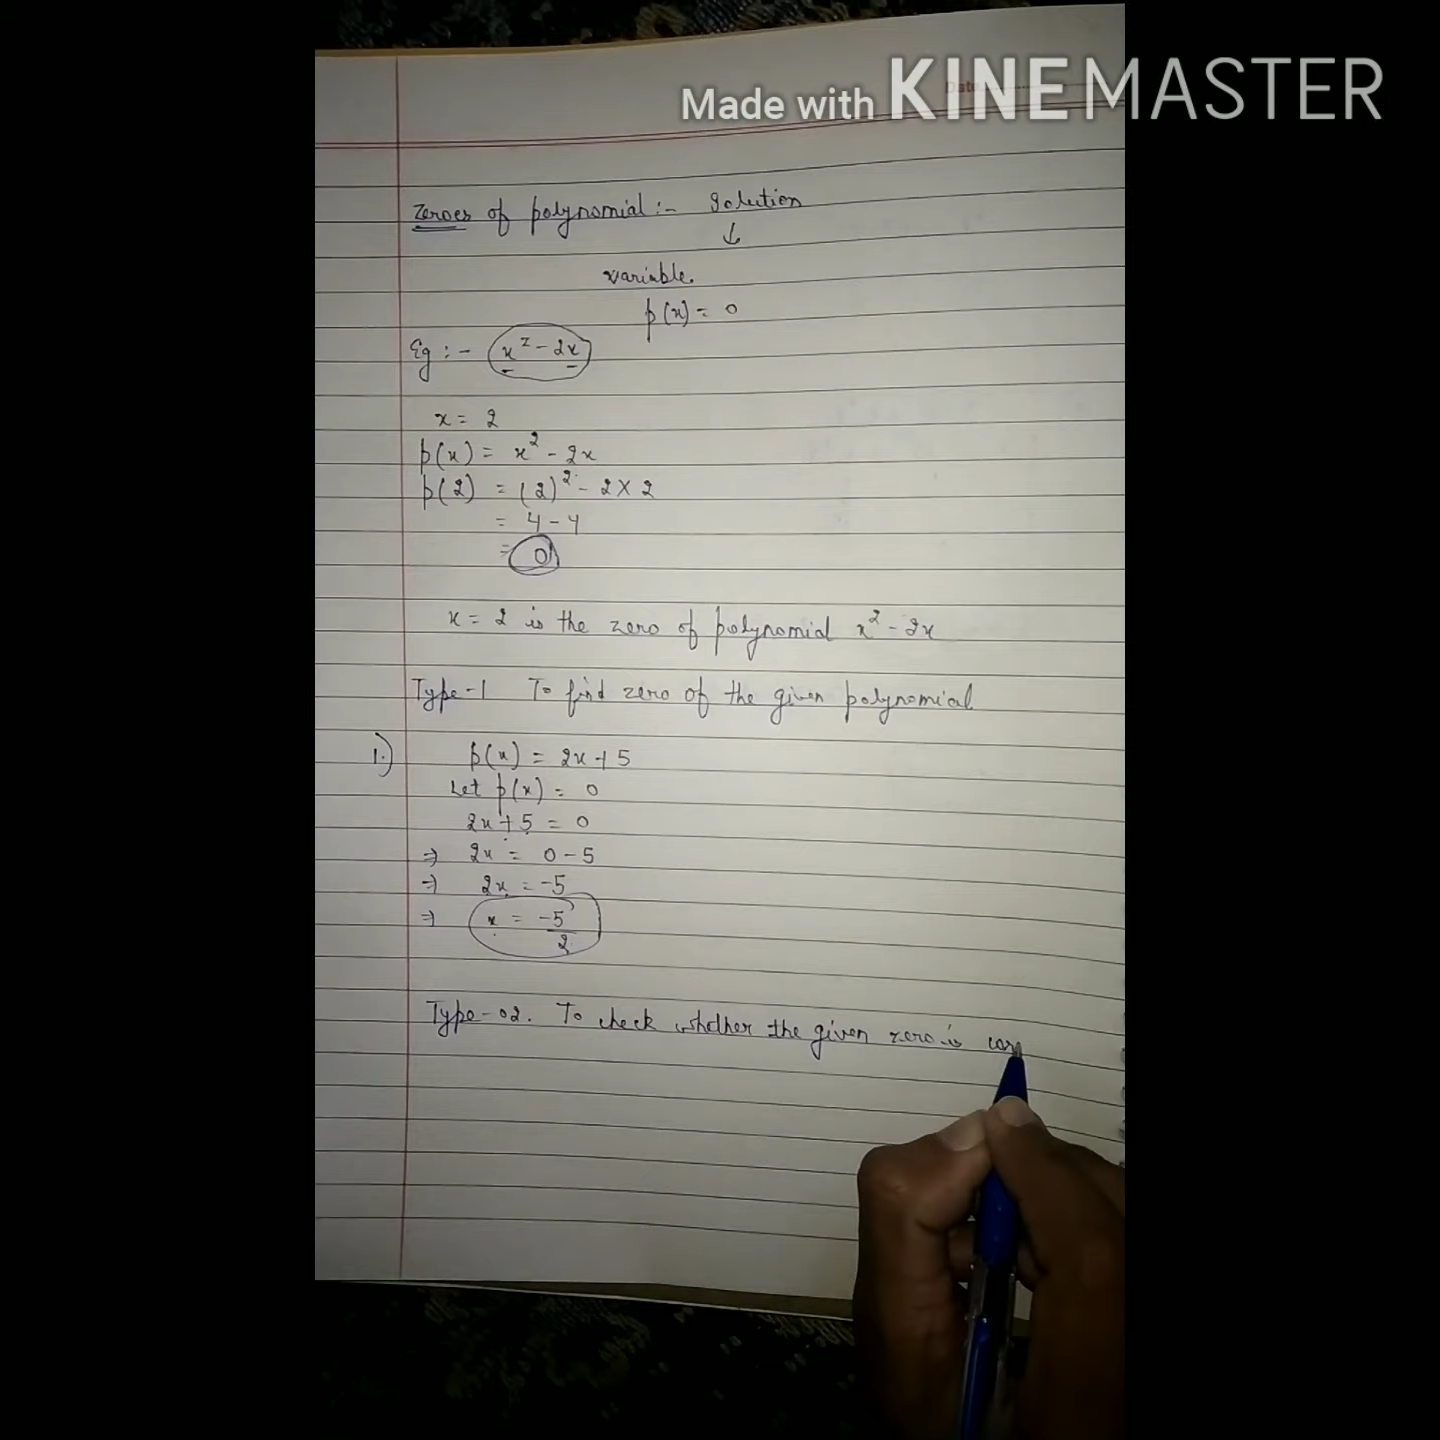 Made with KINEMASTER
Date
Zeroes of polynomial :- Solution
↓
variable.
p(x) = 0
Eg :- x² - 2x
x = 2
p(x) = x² - 2x
p(2) = (2)² - 2 × 2
= 4 - 4
= 0
x = 2 is the zero of polynomial x² - 2x
Type-1 To find zero of the given polynomial
1.) p(x) = 2x + 5
Let p(x) = 0
2x + 5 = 0
⇒ 2x = 0 - 5
⇒ 2x = -5
⇒ x = -5/2
Type-02. To check whether the given zero is corr